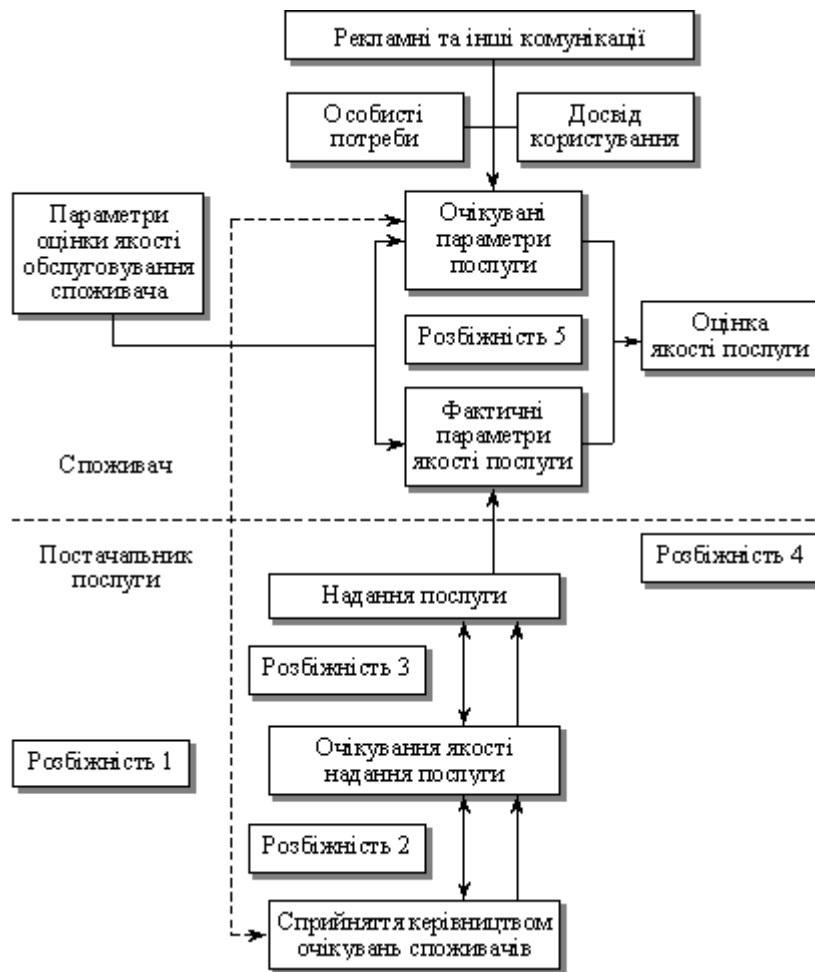 Рекламні та інші комунікації
Особисті
потреби
Досвід
користування
Параметри
оцінки якості
обслуговування
споживача
Очікувані
параметри
послуги
Розбіжність 5
Оцінка
якості послуги
Фактичні
параметри
якості послуги
Споживач
Постачальник
послуги
Розбіжність 4
Надання послуги
Розбіжність 3
Очікування якості
надання послуги
Розбіжність 1
Розбіжність 2
Сприйняття керівництвом
очікувань споживачів